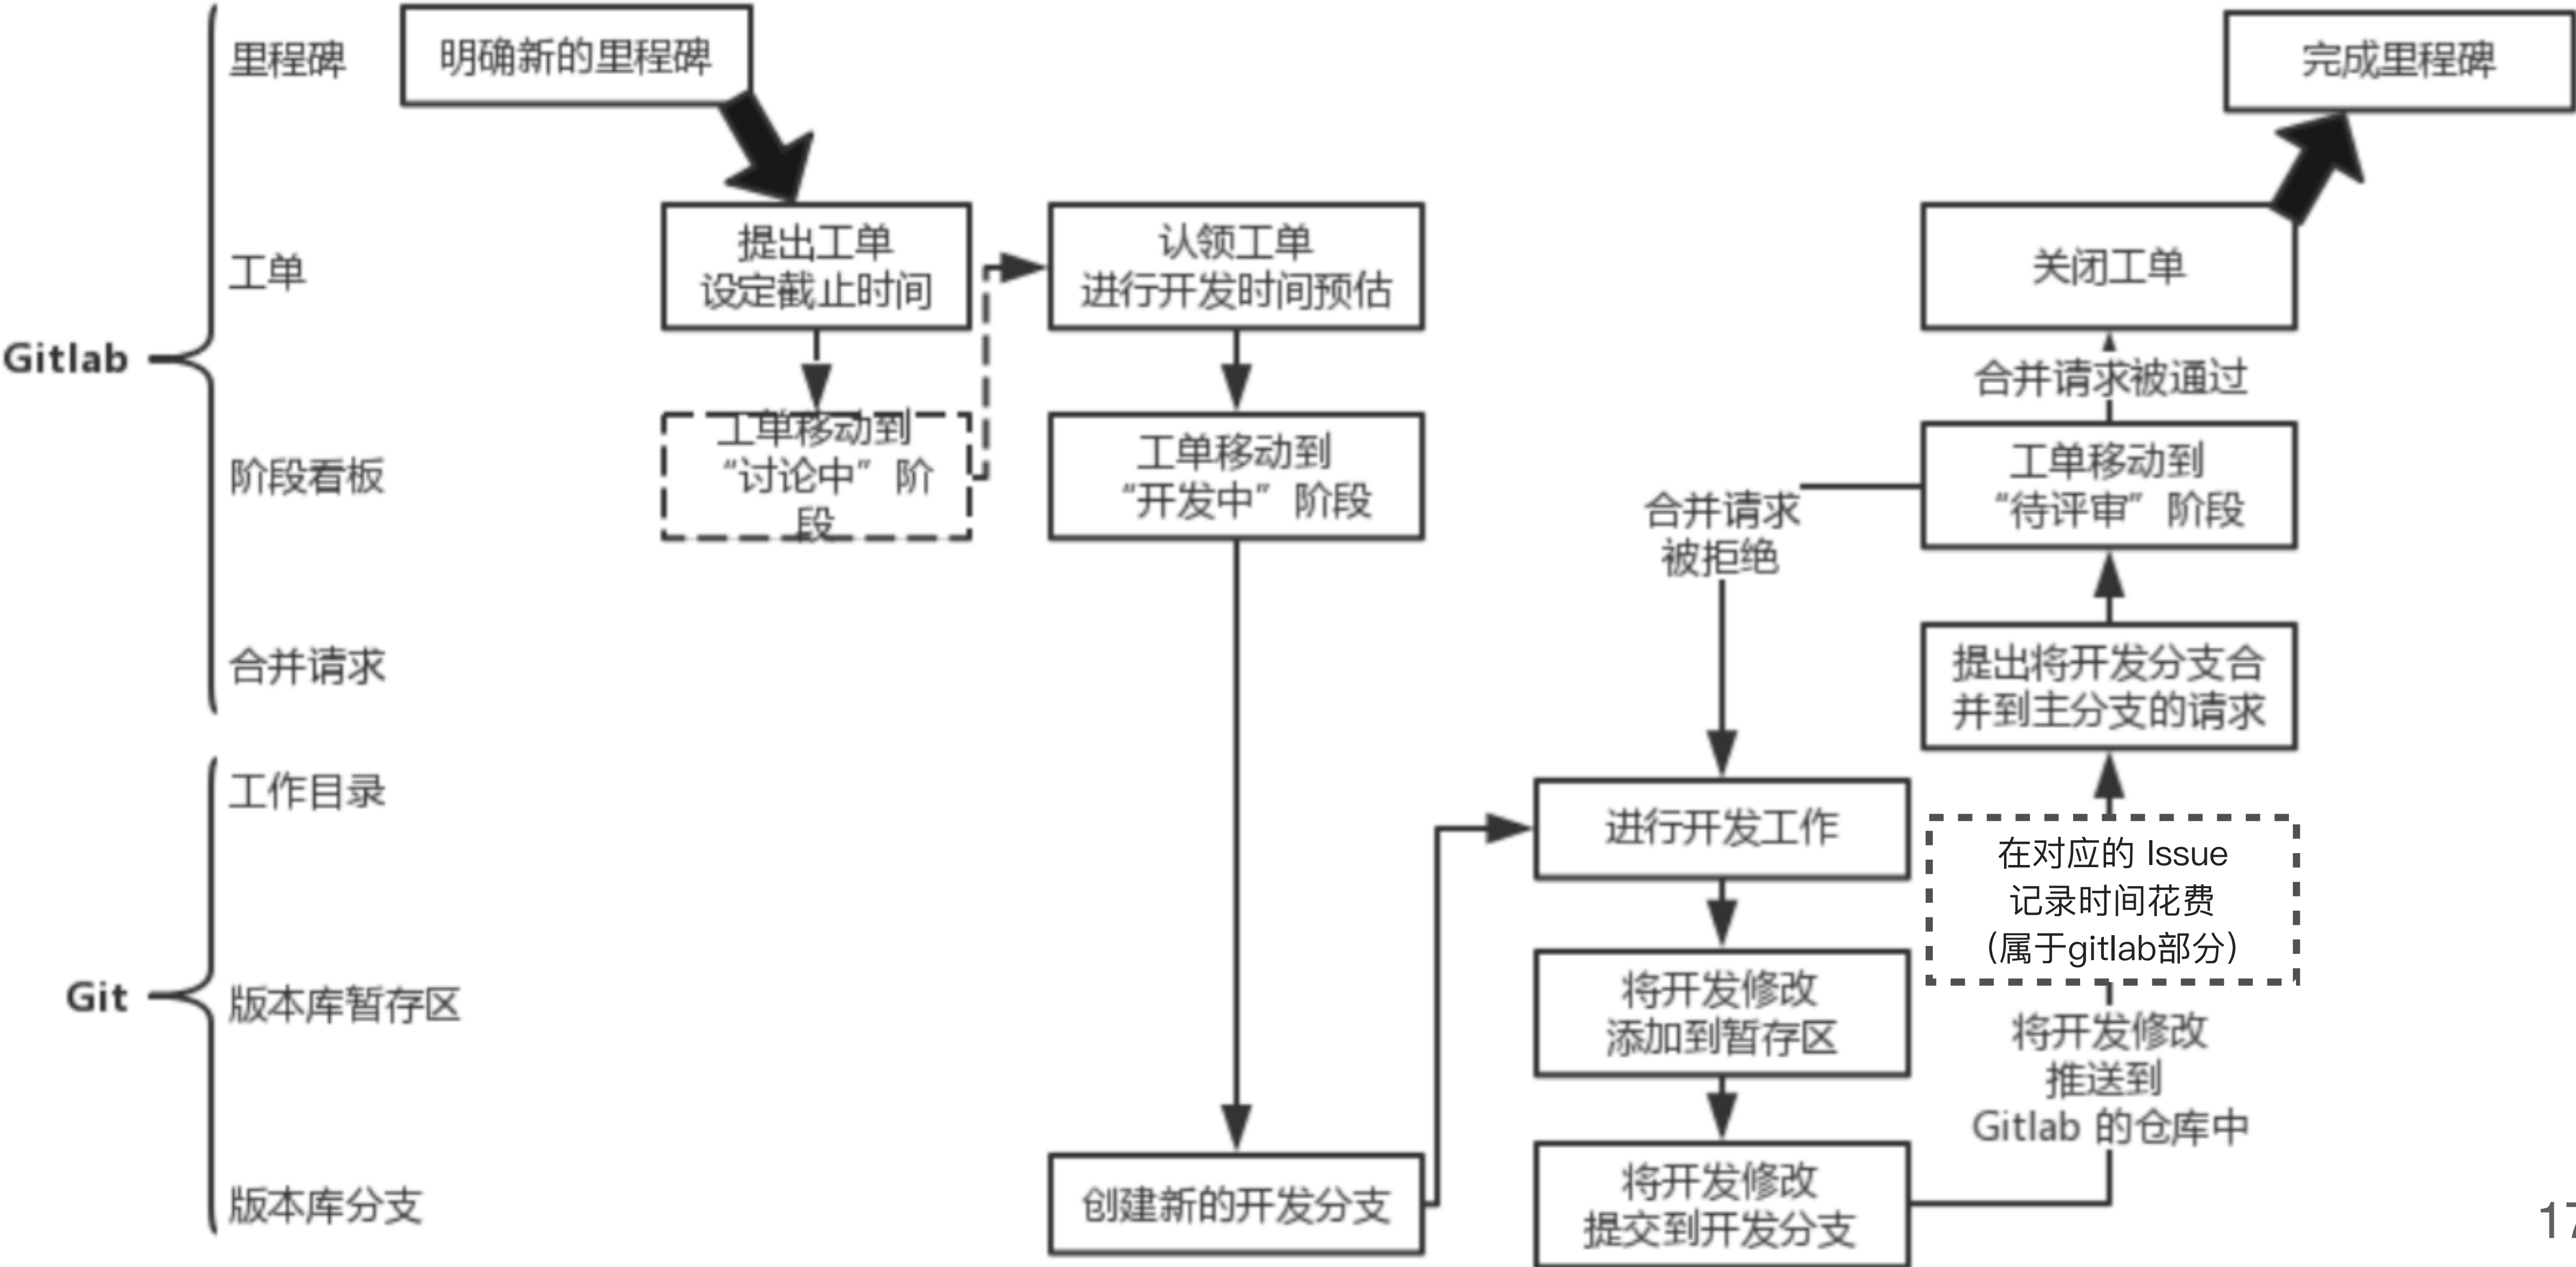 Gitlab
里程碑
工单
阶段看板
合并请求
Git
工作目录
版本库暂存区
版本库分支
明确新的里程碑
提出工单
设定截止时间
工单移动到
“讨论中”阶
段
认领工单
进行开发时间预估
工单移动到
“开发中”阶段
创建新的开发分支
进行开发工作
将开发修改
添加到暂存区
将开发修改
提交到开发分支
将开发修改
推送到
Gitlab 的仓库中
在对应的 Issue
记录时间花费
（属于gitlab部分）
提出将开发分支合
并到主分支的请求
工单移动到
“待评审”阶段
合并请求
被拒绝
合并请求被通过
关闭工单
完成里程碑